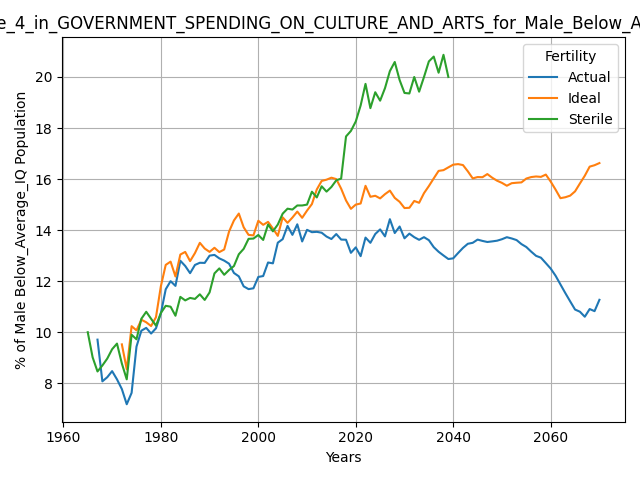 e_4_in_GOVERNMENT_SPENDING_ON_CULTURE_AND_ARTS_for_Male_Below_A
Fertility
Actual
Ideal
Sterile
% of Male Below_Average_IQ Population
20
18
16
14
12
10
8
1960 1980 2000 2020 2040 2060
Years